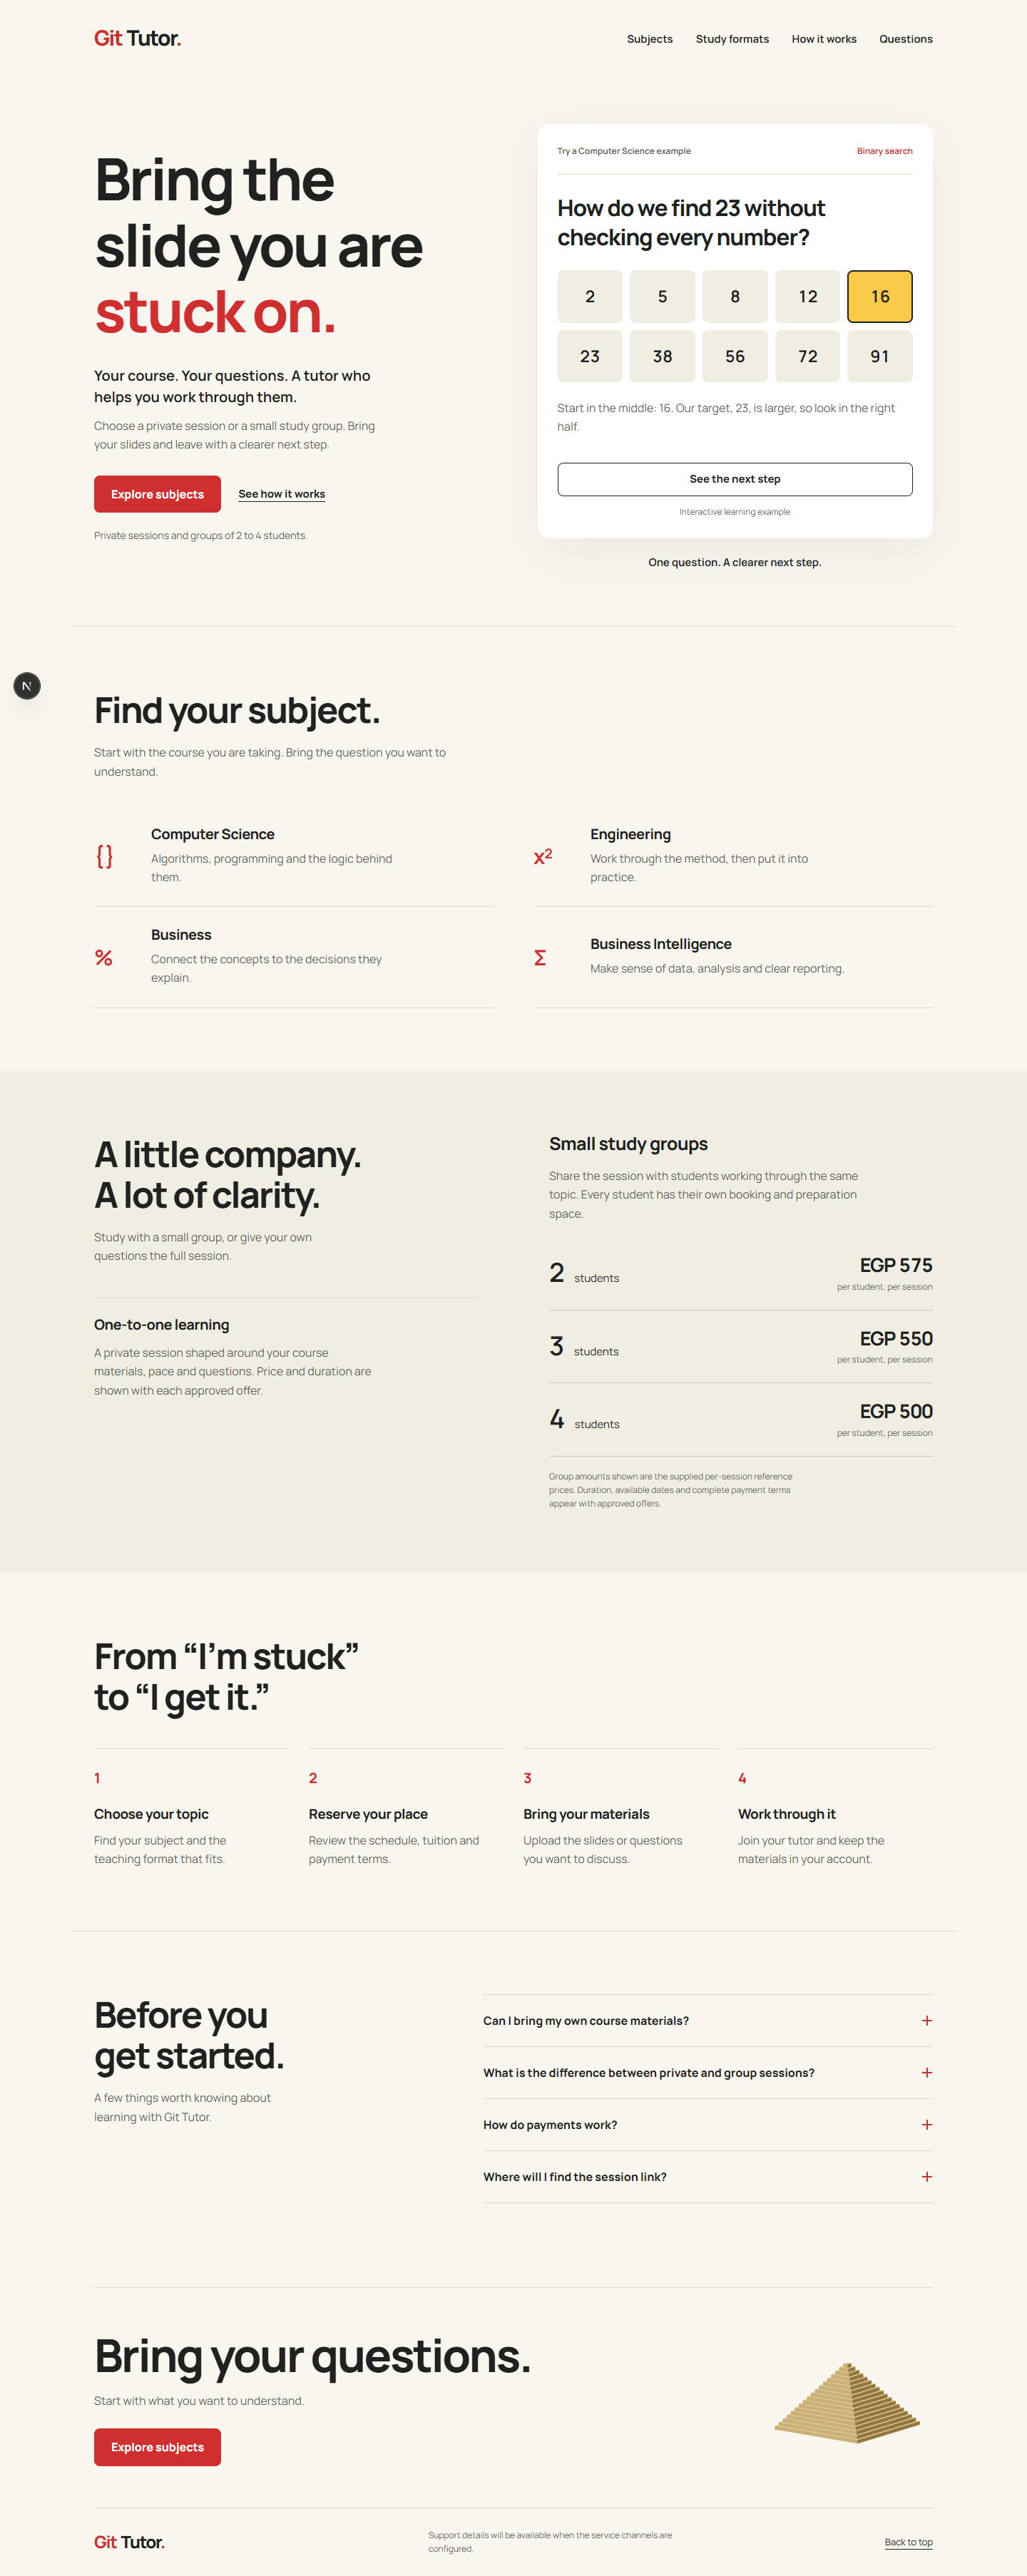 Git Tutor.
Subjects Study formats How it works Questions
Bring the
slide you are
stuck on.
Your course. Your questions. A tutor who
helps you work through them.
Choose a private session or a small study group. Bring
your slides and leave with a clearer next step.
Explore subjects See how it works
Private sessions and groups of 2 to 4 students.
Try a Computer Science example Binary search
How do we find 23 without
checking every number?
2 5 8 12 16
23 38 56 72 91
Start in the middle: 16. Our target, 23, is larger, so look in the right
half.
See the next step
Interactive learning example
One question. A clearer next step.
N
Find your subject.
Start with the course you are taking. Bring the question you want to
understand.
{}
Computer Science
Algorithms, programming and the logic behind
them.
x²
Engineering
Work through the method, then put it into
practice.
%
Business
Connect the concepts to the decisions they
explain.
Σ
Business Intelligence
Make sense of data, analysis and clear reporting.
A little company.
A lot of clarity.
Study with a small group, or give your own
questions the full session.
One-to-one learning
A private session shaped around your course
materials, pace and questions. Price and duration are
shown with each approved offer.
Small study groups
Share the session with students working through the same
topic. Every student has their own booking and preparation
space.
2 students EGP 575
per student, per session
3 students EGP 550
per student, per session
4 students EGP 500
per student, per session
Group amounts shown are the supplied per-session reference
prices. Duration, available dates and complete payment terms
appear with approved offers.
From “I’m stuck”
to “I get it.”
1
Choose your topic
Find your subject and the
teaching format that fits.
2
Reserve your place
Review the schedule, tuition and
payment terms.
3
Bring your materials
Upload the slides or questions
you want to discuss.
4
Work through it
Join your tutor and keep the
materials in your account.
Before you
get started.
A few things worth knowing about
learning with Git Tutor.
Can I bring my own course materials? +
What is the difference between private and group sessions? +
How do payments work? +
Where will I find the session link? +
Bring your questions.
Start with what you want to understand.
Explore subjects
Git Tutor.
Support details will be available when the service channels are
configured.
Back to top